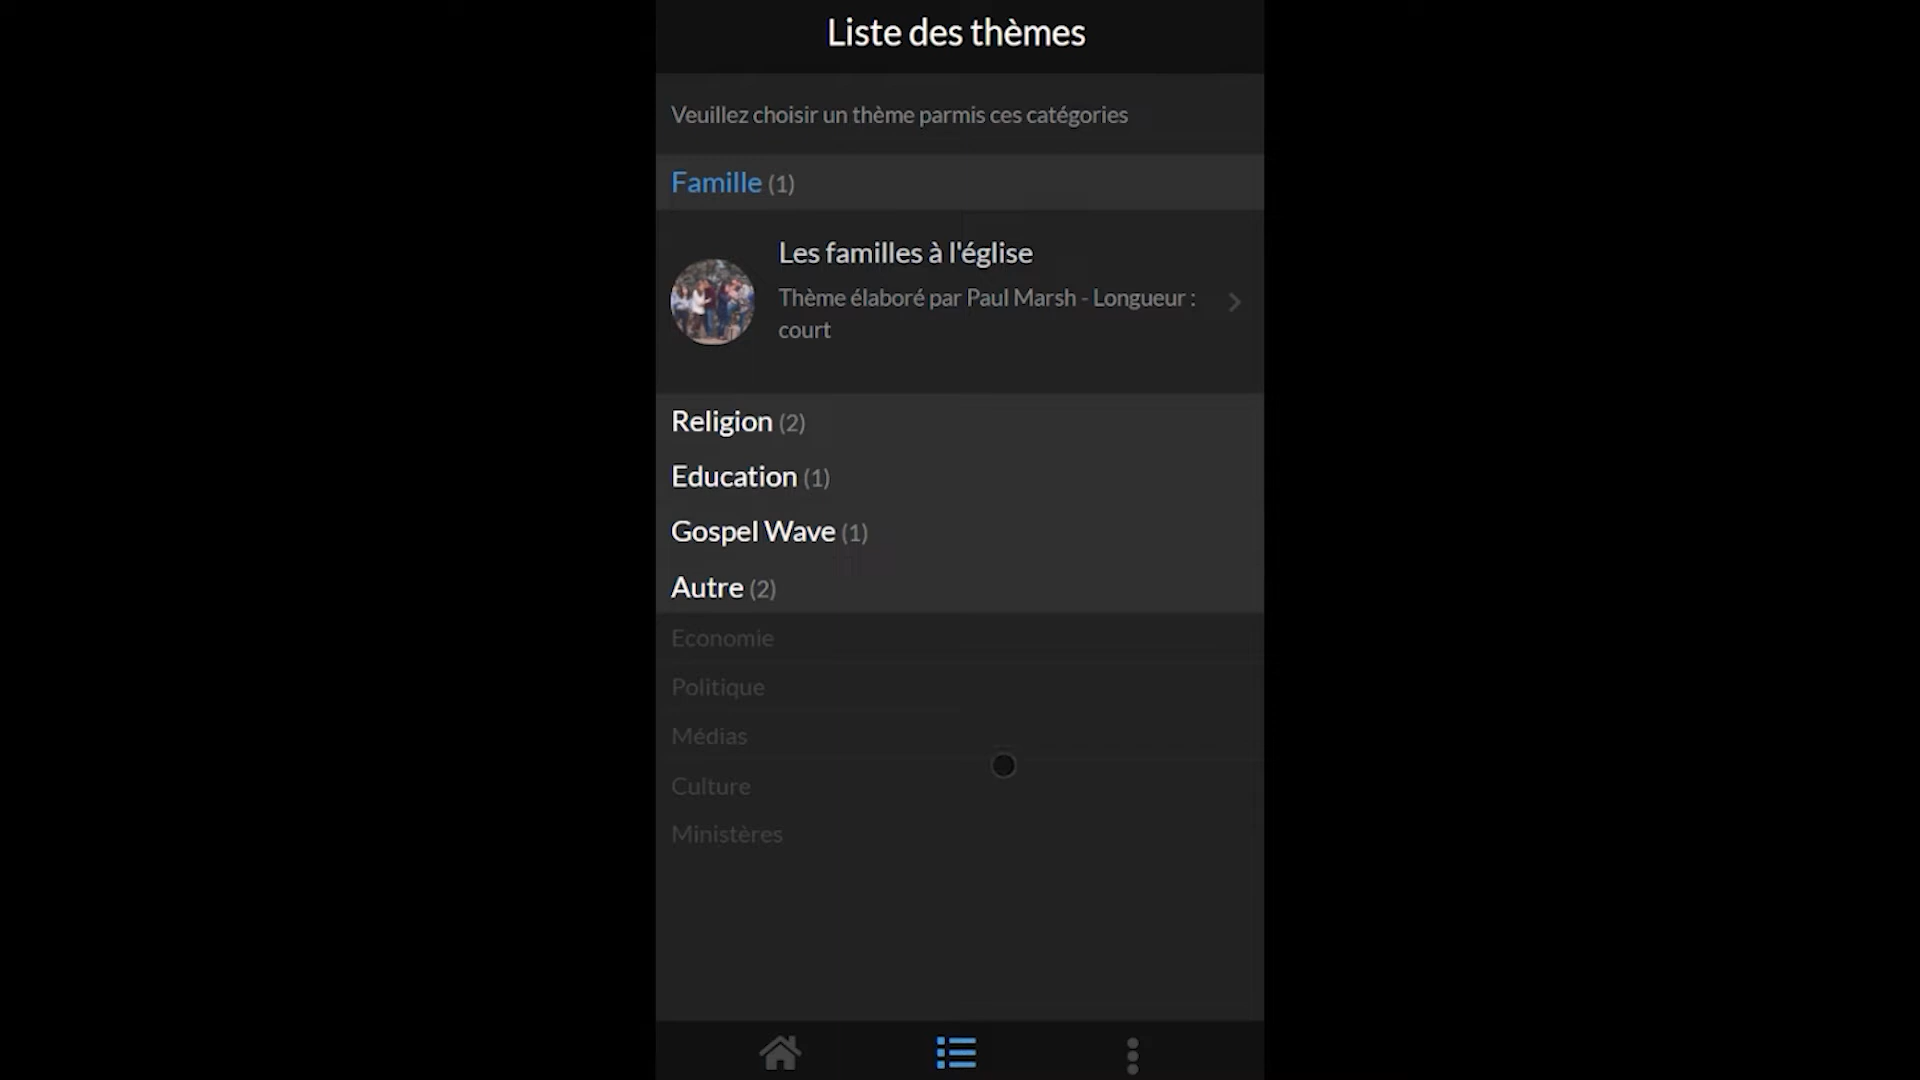 Liste des thèmes
Veuillez choisir un thème parmis ces catégories
Famille (1)
Les familles à l'église
Thème élaboré par Paul Marsh - Longueur :
court
Religion (2)
Education (1)
Gospel Wave (1)
Autre (2)
Economie
Politique
Médias
Culture
Ministères